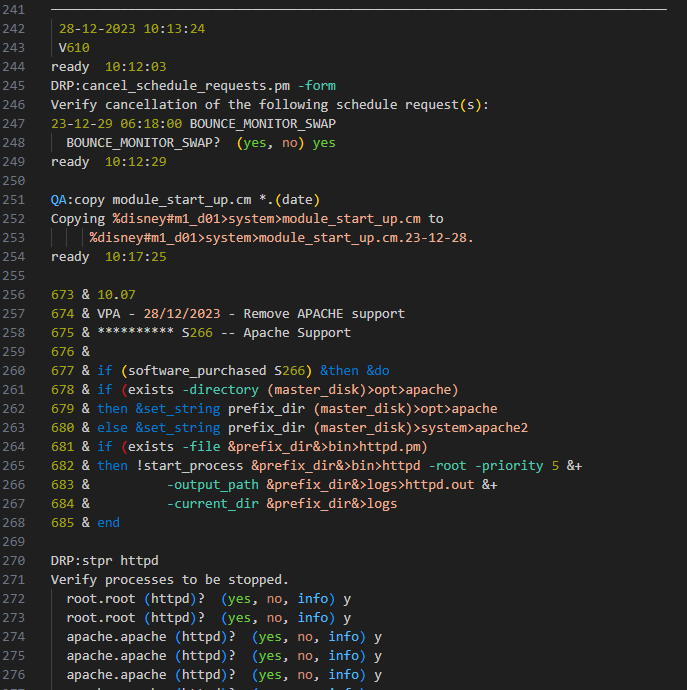 241
242 28-12-2023 10:13:24
243 V610
244 ready 10:12:03
245 DRP:cancel_schedule_requests.pm -form
246 Verify cancellation of the following schedule request(s):
247 23-12-29 06:18:00 BOUNCE_MONITOR_SWAP
248 BOUNCE_MONITOR_SWAP? (yes, no) yes
249 ready 10:12:29
250
251 QA:copy module_start_up.cm *.(date)
252 Copying %disney#m1_d01>system>module_start_up.cm to
253 %disney#m1_d01>system>module_start_up.cm.23-12-28.
254 ready 10:17:25
255
256 673 & 10.07
257 674 & VPA - 28/12/2023 - Remove APACHE support
258 675 & ********** S266 -- Apache Support
259 676 &
260 677 & if (software_purchased S266) &then &do
261 678 & if (exists -directory (master_disk)>opt>apache)
262 679 & then &set_string prefix_dir (master_disk)>opt>apache
263 680 & else &set_string prefix_dir (master_disk)>system>apache2
264 681 & if (exists -file &prefix_dir&>bin>httpd.pm)
265 682 & then !start_process &prefix_dir&>bin>httpd -root -priority 5 &+
266 683 & -output_path &prefix_dir&>logs>httpd.out &+
267 684 & -current_dir &prefix_dir&>logs
268 685 & end
269
270 DRP:stpr httpd
271 Verify processes to be stopped.
272 root.root (httpd)? (yes, no, info) y
273 root.root (httpd)? (yes, no, info) y
274 apache.apache (httpd)? (yes, no, info) y
275 apache.apache (httpd)? (yes, no, info) y
276 apache.apache (httpd)? (yes, no, info) y